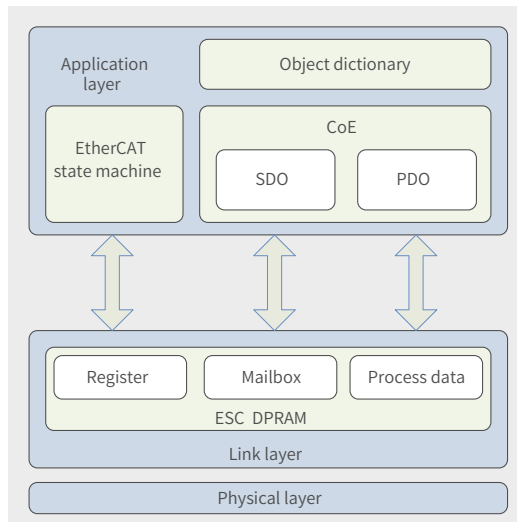 Application
layer
Object dictionary
EtherCAT
state machine
CoE
SDO
PDO
Register
Mailbox
Process data
ESC DPRAM
Link layer
Physical layer